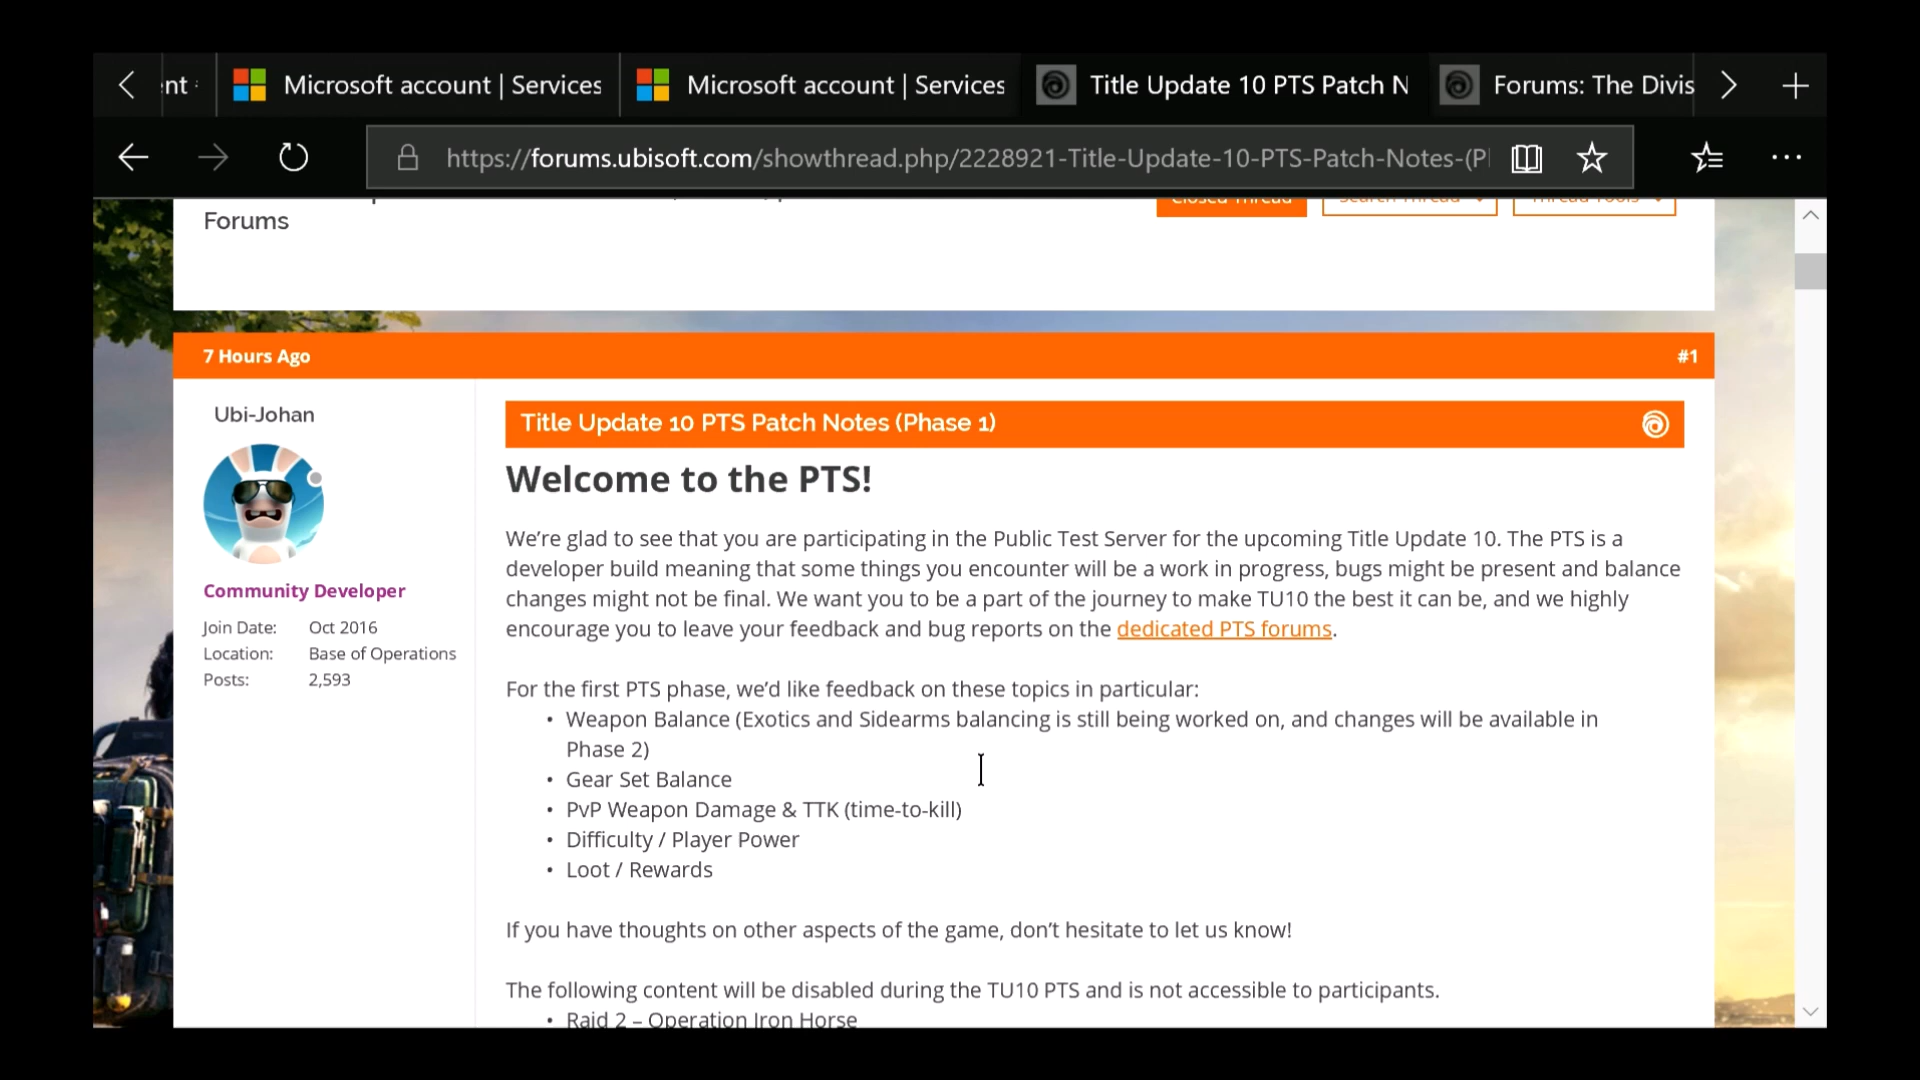 nt
Microsoft account | Services
Microsoft account | Services
Title Update 10 PTS Patch N
Forums: The Divis
https://forums.ubisoft.com/showthread.php/2228921-Title-Update-10-PTS-Patch-Notes-(P
Forums
Closed Thread
Search Thread
Thread Tools
7 Hours Ago
#1
Ubi-Johan
Community Developer
Join Date: Oct 2016
Location: Base of Operations
Posts: 2,593
Title Update 10 PTS Patch Notes (Phase 1)
Welcome to the PTS!
We’re glad to see that you are participating in the Public Test Server for the upcoming Title Update 10. The PTS is a
developer build meaning that some things you encounter will be a work in progress, bugs might be present and balance
changes might not be final. We want you to be a part of the journey to make TU10 the best it can be, and we highly
encourage you to leave your feedback and bug reports on the dedicated PTS forums.
For the first PTS phase, we’d like feedback on these topics in particular:
• Weapon Balance (Exotics and Sidearms balancing is still being worked on, and changes will be available in
Phase 2)
• Gear Set Balance
• PvP Weapon Damage & TTK (time-to-kill)
• Difficulty / Player Power
• Loot / Rewards
If you have thoughts on other aspects of the game, don’t hesitate to let us know!
The following content will be disabled during the TU10 PTS and is not accessible to participants.
• Raid 2 – Operation Iron Horse